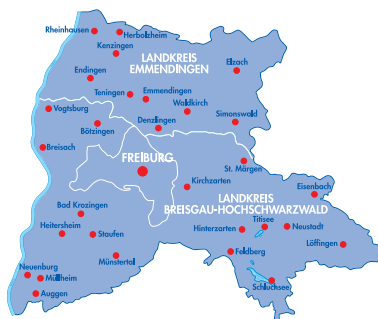 Rheinhausen
Herbolzheim
Kenzingen
LANDKREIS
EMMENDINGEN
Elzach
Endingen
Teningen
Emmendingen
Vogtsburg
Waldkirch
Simonswald
Bötzingen
Denzlingen
Breisach
FREIBURG
St. Märgen
Kirchzarten
Eisenbach
LANDKREIS
BREISGAU-HOCHSCHWARZWALD
Bad Krozingen
Titisee
Heitersheim
Staufen
Hinterzarten
Neustadt
Löffingen
Feldberg
Münstertal
Neuenburg
Müllheim
Schluchsee
Auggen